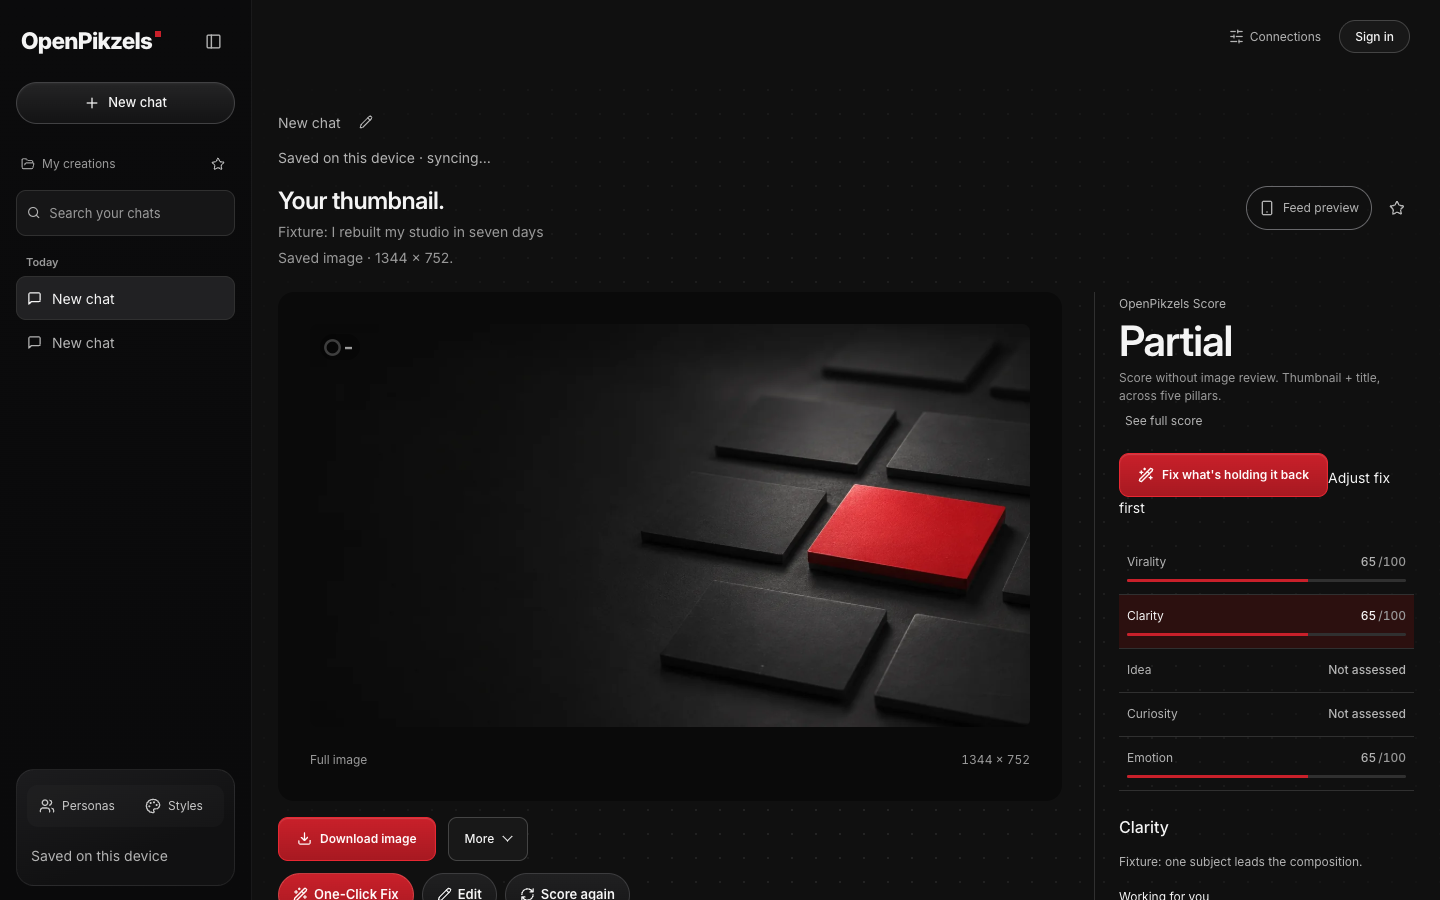 OpenPikzels
Connections
Sign in
New chat
My creations
Search your chats
Today
New chat
New chat
Personas
Styles
Saved on this device
New chat
Saved on this device · syncing...
Your thumbnail.
Fixture: I rebuilt my studio in seven days
Saved image · 1344 × 752.
Feed preview
Full image
1344 × 752
Download image
More
One-Click Fix
Edit
Score again
OpenPikzels Score
Partial
Score without image review. Thumbnail + title,
across five pillars.
See full score
Fix what's holding it back
Adjust fix
first
Virality
65/100
Clarity
65/100
Idea
Not assessed
Curiosity
Not assessed
Emotion
65/100
Clarity
Fixture: one subject leads the composition.
Working for you